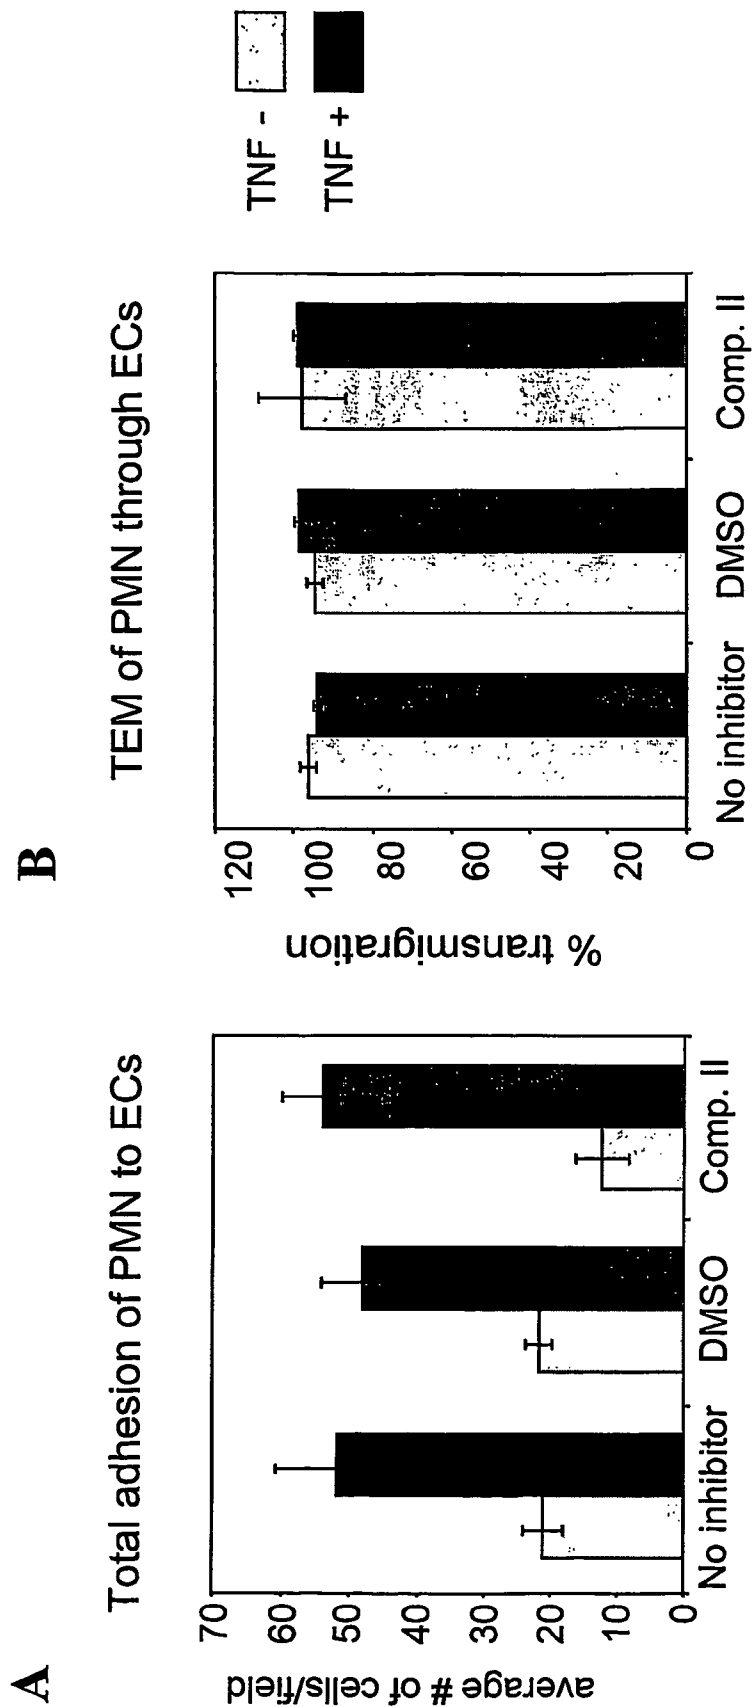 A
Total adhesion of PMN to ECs
average # of cells/field
70
60
50
40
30
20
10
0
No inhibitor
DMSO
Comp. II
B
TEM of PMN through ECs
% transmigration
120
100
80
60
40
20
0
No inhibitor
DMSO
Comp. II
TNF -
TNF +